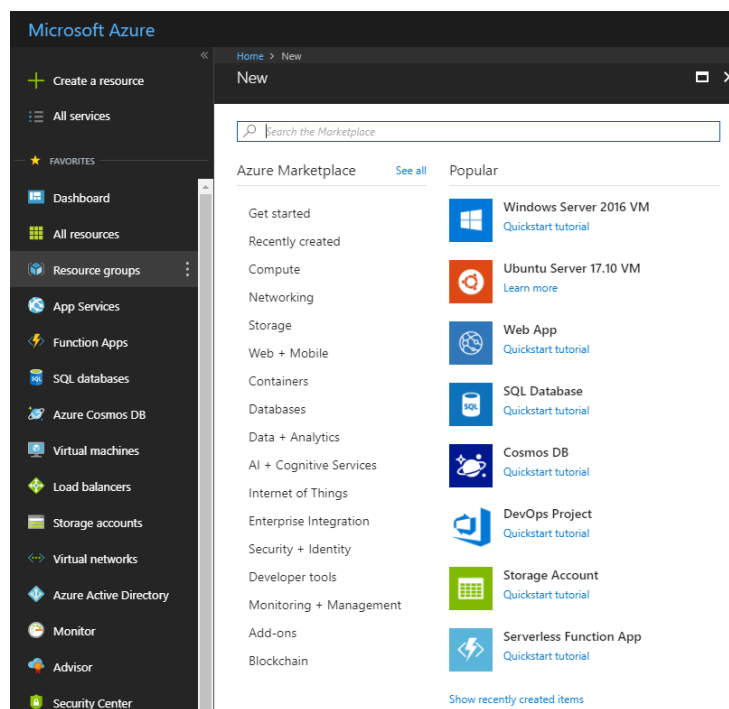 Microsoft Azure
«
Create a resource
All services
FAVORITES
Dashboard
All resources
Resource groups
App Services
Function Apps
SQL databases
Azure Cosmos DB
Virtual machines
Load balancers
Storage accounts
Virtual networks
Azure Active Directory
Monitor
Advisor
Security Center
Home > New
New
Search the Marketplace
Azure Marketplace
See all
Get started
Recently created
Compute
Networking
Storage
Web + Mobile
Containers
Databases
Data + Analytics
AI + Cognitive Services
Internet of Things
Enterprise Integration
Security + Identity
Developer tools
Monitoring + Management
Add-ons
Blockchain
Popular
Windows Server 2016 VM
Quickstart tutorial
Ubuntu Server 17.10 VM
Learn more
Web App
Quickstart tutorial
SQL Database
Quickstart tutorial
Cosmos DB
Quickstart tutorial
DevOps Project
Quickstart tutorial
Storage Account
Quickstart tutorial
Serverless Function App
Quickstart tutorial
Show recently created items